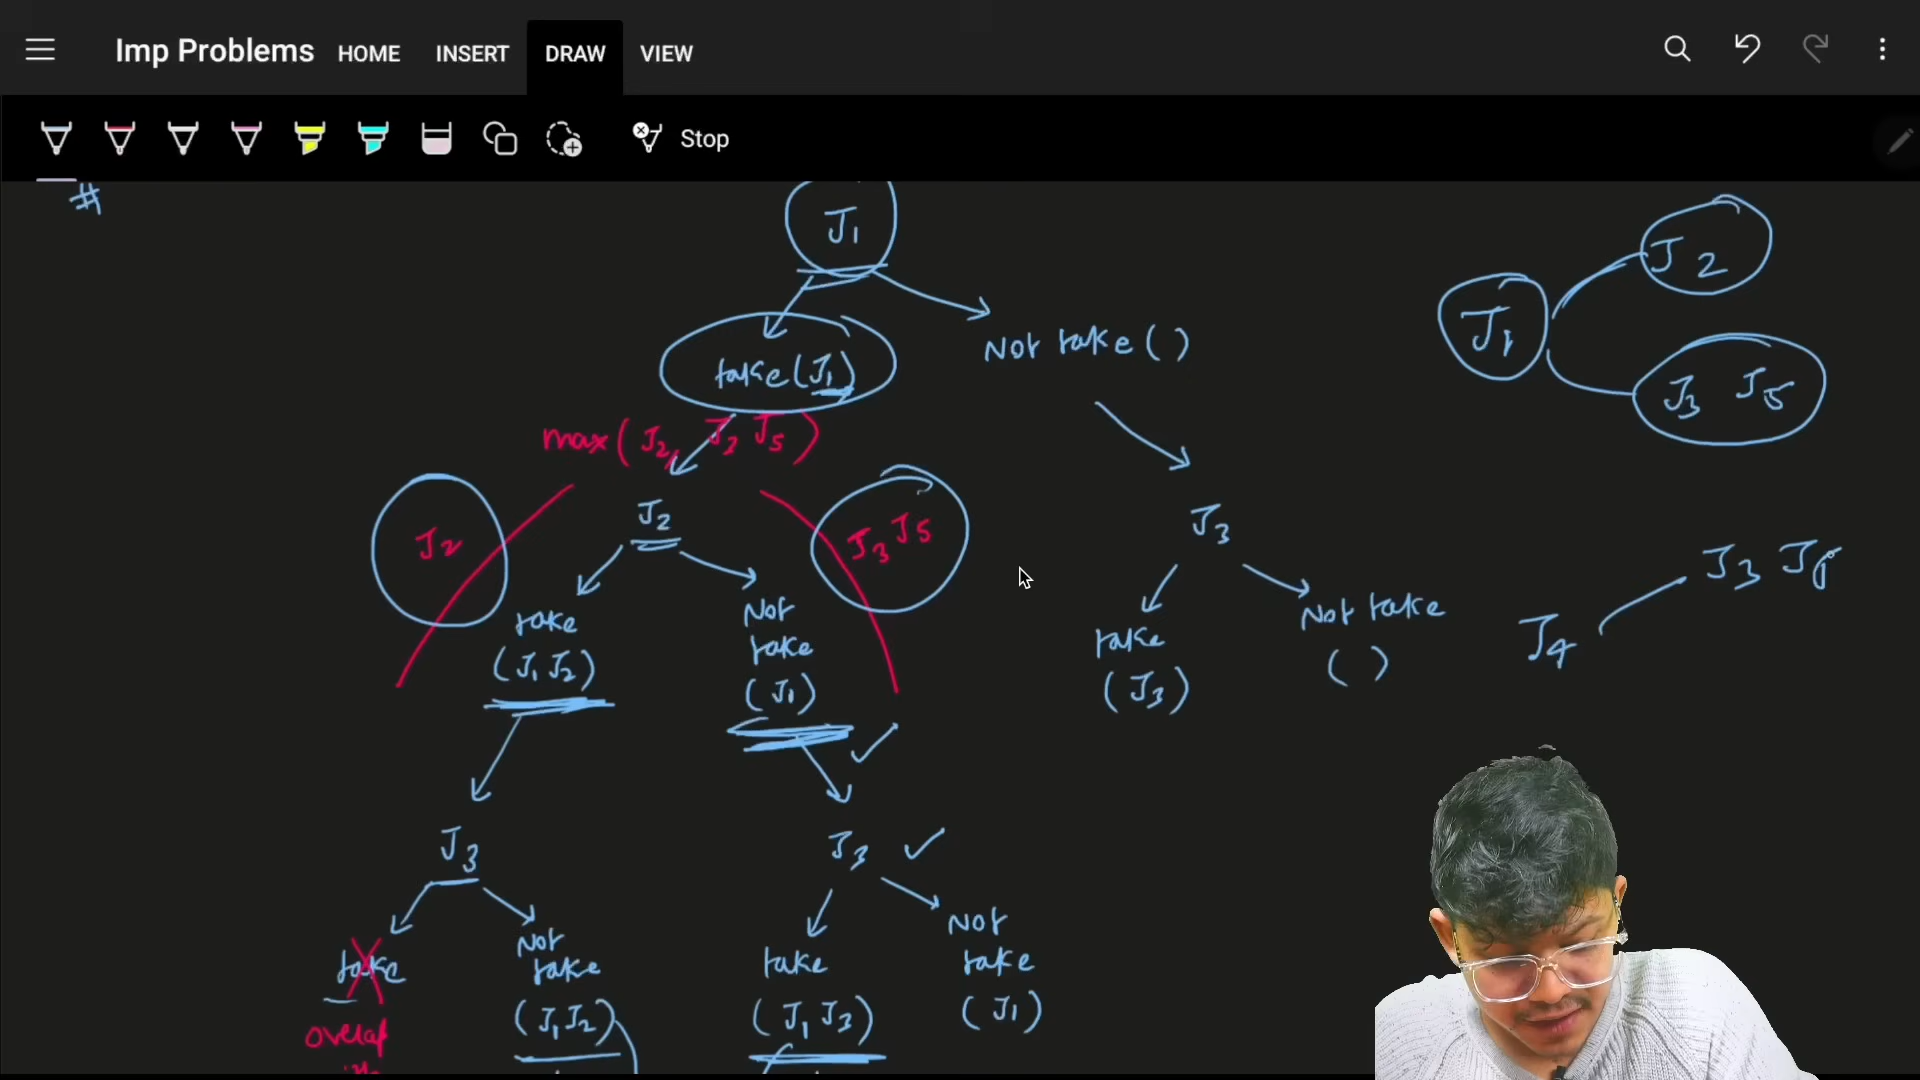 Imp Problems HOME INSERT DRAW VIEW
Stop
#
J1
J2
J1
take(J1)
Not take( )
J3 J5
max(J2, J3 J5)
J2
J2
J3 J5
J3
J3 J5
J4
take
(J1 J2)
Not
take
(J1)
take
(J3)
Not take
( )
J3
J3
take
overlap
Not
take
(J1 J2)
take
(J1 J3)
Not
take
(J1)